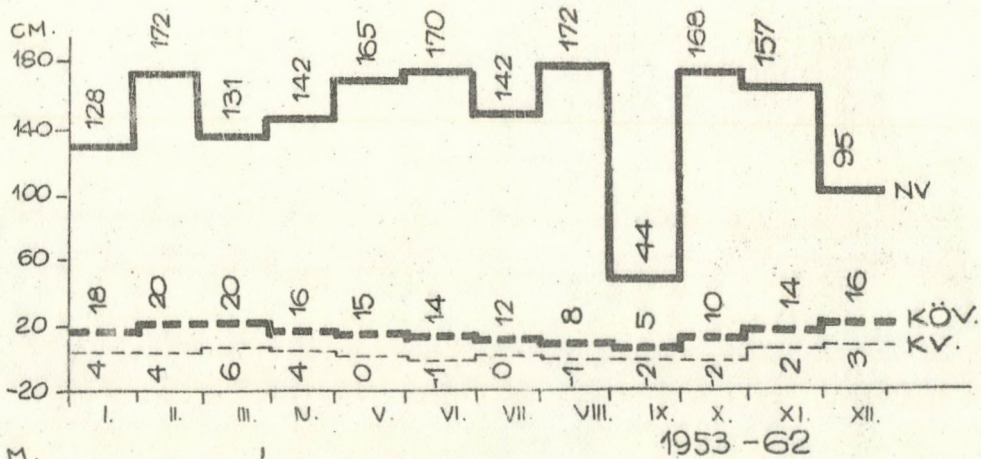 CM.
180
140
100
60
20
-20
128 172 131 142 165 170 142 172 44 168 157 95 NV
18 20 20 16 15 14 12 8 5 10 14 16 KÖV.
4 4 6 4 0 -1 0 -1 -2 -2 2 3 KV.
I. II. III. IV. V. VI. VII. VIII. IX. X. XI. XII.
1953-62
M.